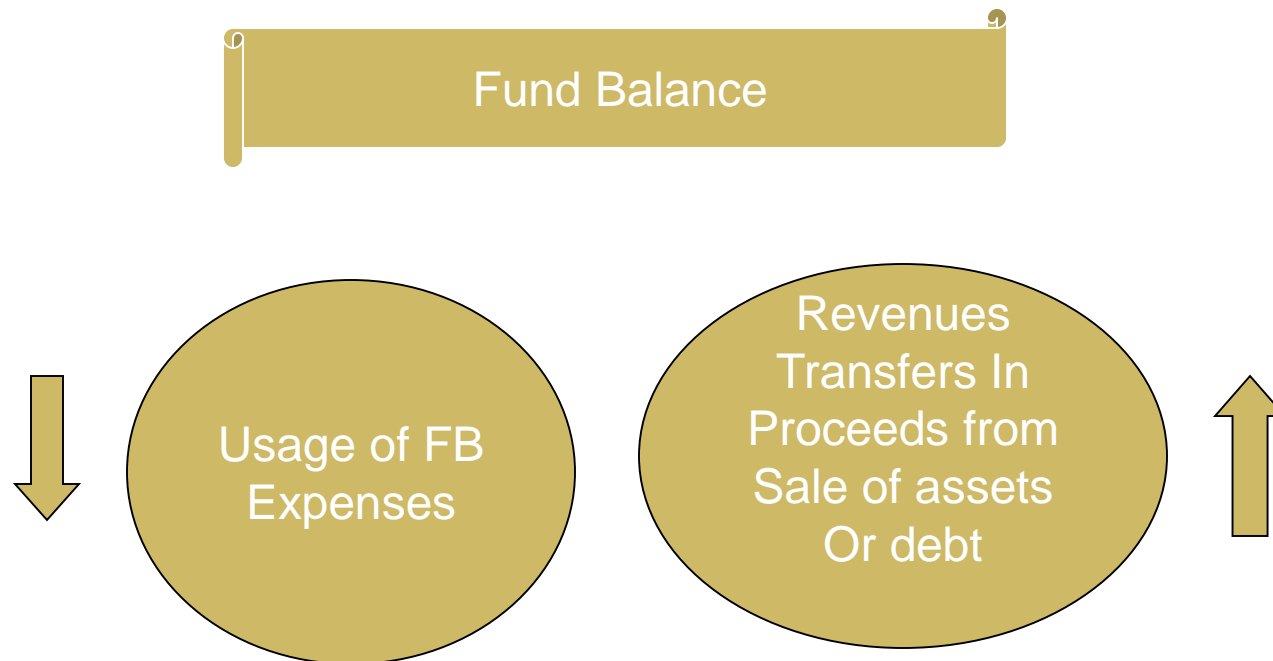 Fund Balance
Usage of FB
Expenses
Revenues
Transfers In
Proceeds from
Sale of assets
Or debt